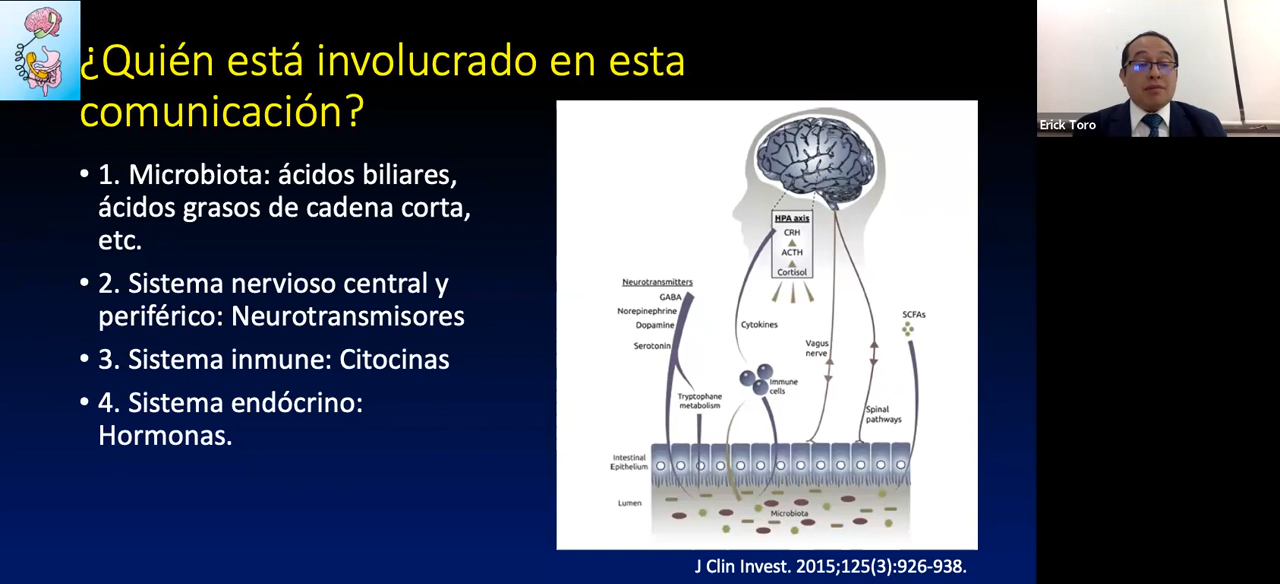 ¿Quién está involucrado en esta
comunicación?
• 1. Microbiota: ácidos biliares,
ácidos grasos de cadena corta,
etc.
• 2. Sistema nervioso central y
periférico: Neurotransmisores
• 3. Sistema inmune: Citocinas
• 4. Sistema endócrino:
Hormonas.
HPA axis
CRH
ACTH
Cortisol
Neurotransmitters
GABA
Norepinephrine
Dopamine
Serotonin
Cytokines
Vagus
nerve
SCFAs
Immune
cells
Tryptophane
metabolism
Spinal
pathways
Intestinal
Epithelium
Lumen
Microbiota
J Clin Invest. 2015;125(3):926-938.
Erick Toro